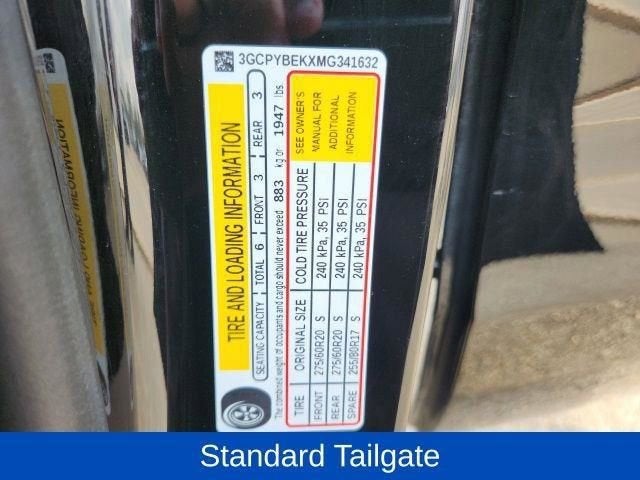 3GCPYBEKXMG341632
TIRE AND LOADING INFORMATION
SEATING CAPACITY TOTAL 6 FRONT 3 REAR 3
The combined weight of occupants and cargo should never exceed 883 kg or 1947 lbs
TIRE ORIGINAL SIZE COLD TIRE PRESSURE SEE OWNER'S
FRONT 275/60R20 S 240 kPa, 35 PSI MANUAL FOR
REAR 275/60R20 S 240 kPa, 35 PSI ADDITIONAL
SPARE 255/80R17 S 240 kPa, 35 PSI INFORMATION
Standard Tailgate